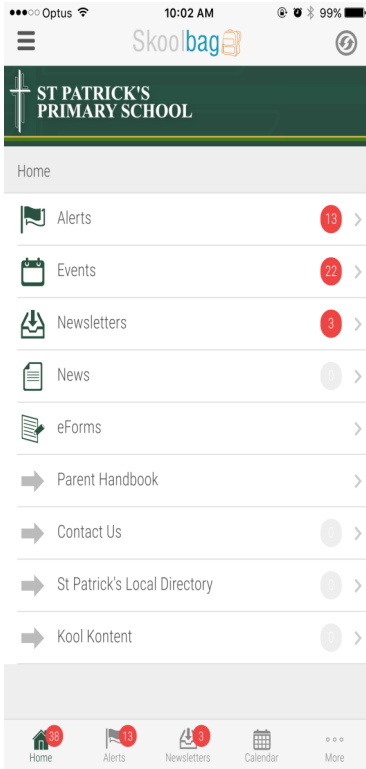 Optus 10:02 AM 99%
Skoolbag
ST PATRICK'S
PRIMARY SCHOOL
Home
Alerts 13
Events 22
Newsletters 3
News 0
eForms
Parent Handbook
Contact Us 0
St Patrick's Local Directory 0
Kool Kontent 0
38 13 3
Home Alerts Newsletters Calendar More